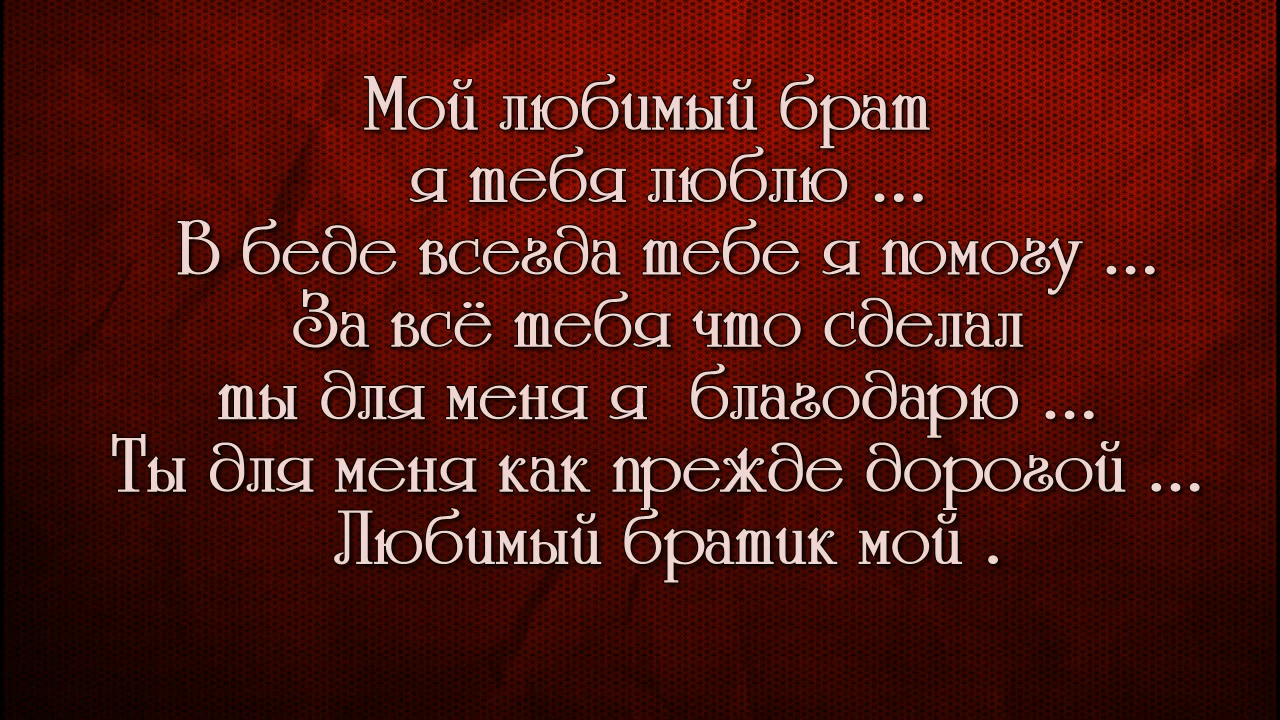 Мой любимый брат
я тебя люблю ...
В беде всегда тебе я помогу ...
За всё тебя что сделал
ты для меня я благодарю ...
Ты для меня как прежде дорогой ...
Любимый братик мой .